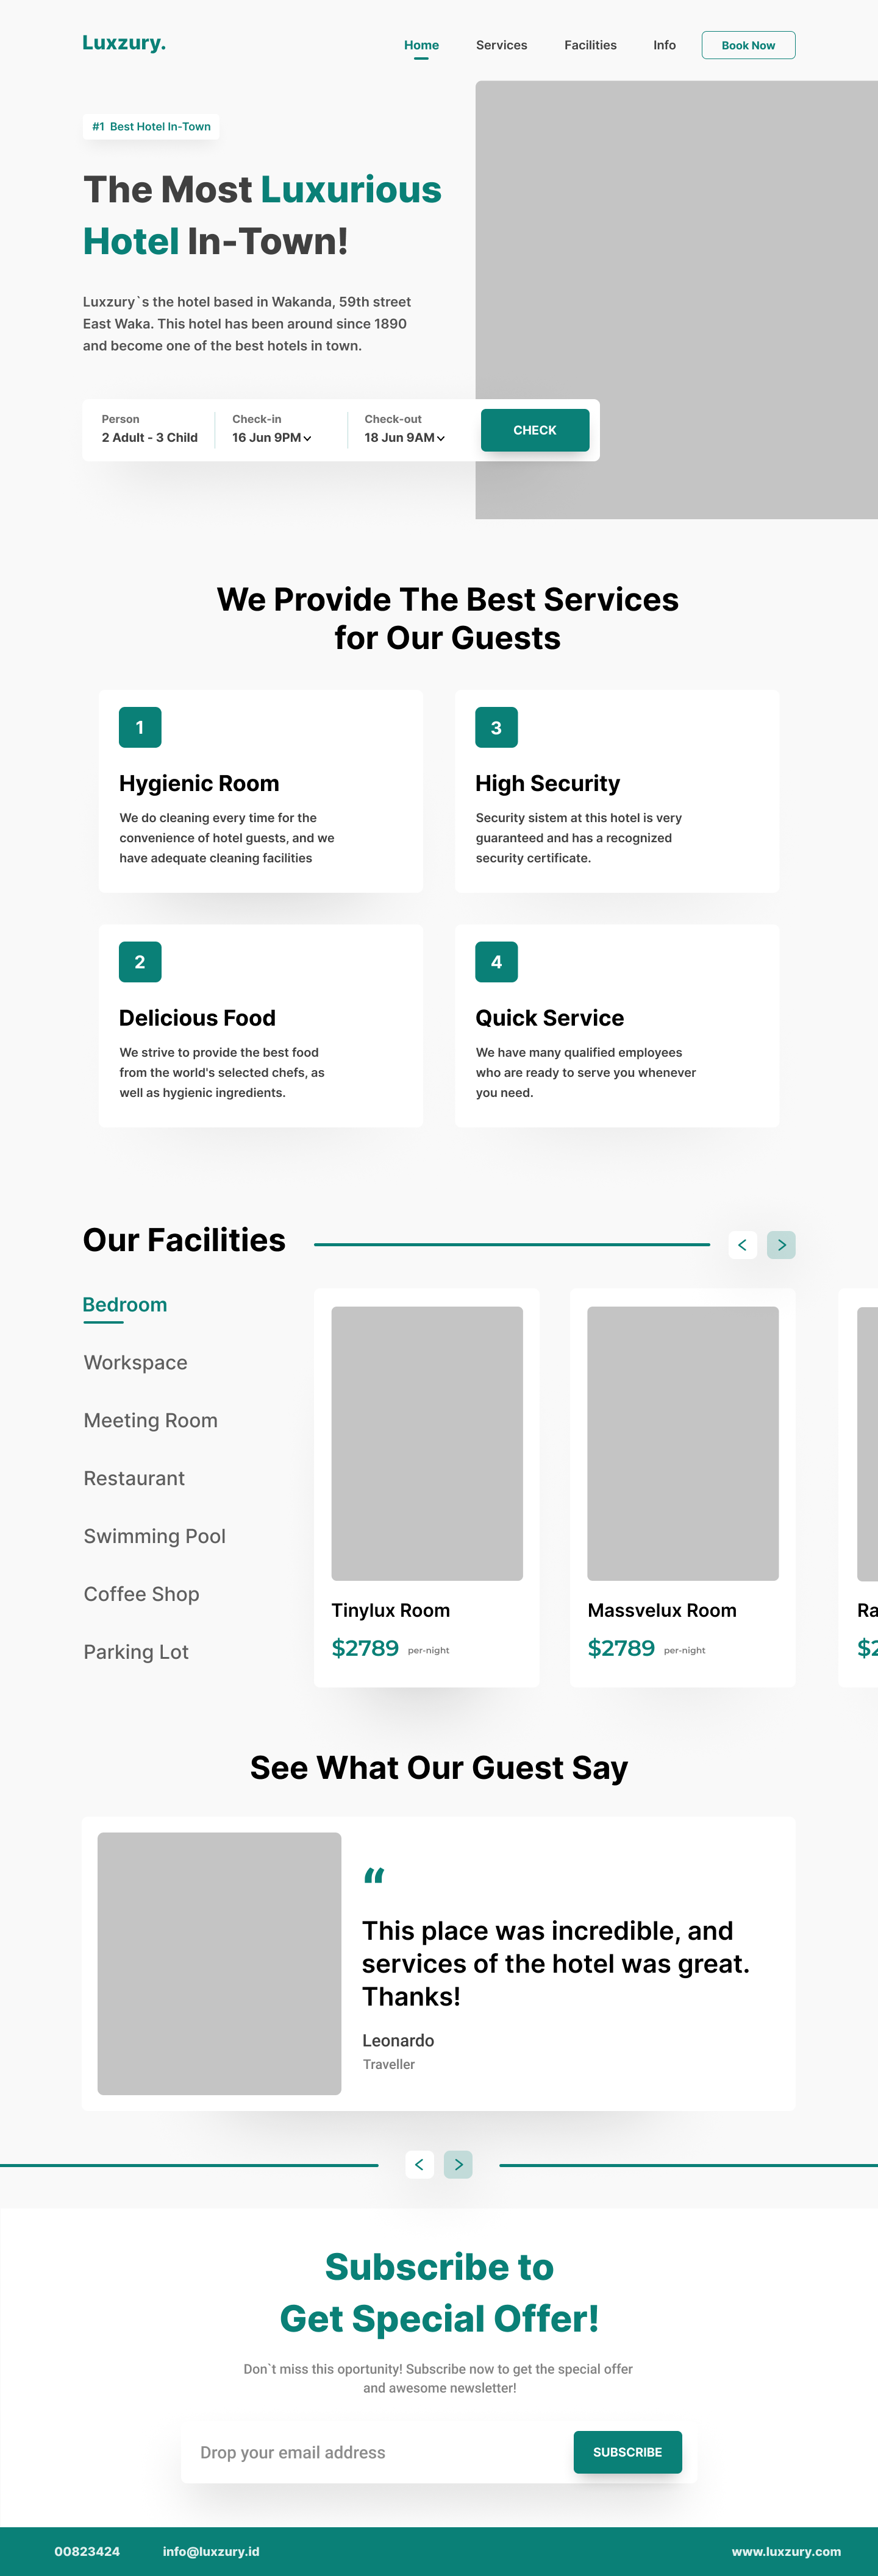 Luxzury.
Home
Services
Facilities
Info
Book Now
#1 Best Hotel In-Town
The Most Luxurious
Hotel In-Town!
Luxzury`s the hotel based in Wakanda, 59th street
East Waka. This hotel has been around since 1890
and become one of the best hotels in town.
Person
2 Adult - 3 Child
Check-in
16 Jun 9PM
Check-out
18 Jun 9AM
CHECK
We Provide The Best Services
for Our Guests
1
Hygienic Room
We do cleaning every time for the
convenience of hotel guests, and we
have adequate cleaning facilities
3
High Security
Security sistem at this hotel is very
guaranteed and has a recognized
security certificate.
2
Delicious Food
We strive to provide the best food
from the world's selected chefs, as
well as hygienic ingredients.
4
Quick Service
We have many qualified employees
who are ready to serve you whenever
you need.
Our Facilities
Bedroom
Workspace
Meeting Room
Restaurant
Swimming Pool
Coffee Shop
Parking Lot
Tinylux Room
$2789 per-night
Massvelux Room
$2789 per-night
Ra
$2
See What Our Guest Say
“
This place was incredible, and
services of the hotel was great.
Thanks!
Leonardo
Traveller
Subscribe to
Get Special Offer!
Don`t miss this oportunity! Subscribe now to get the special offer
and awesome newsletter!
Drop your email address
SUBSCRIBE
00823424
info@luxzury.id
www.luxzury.com